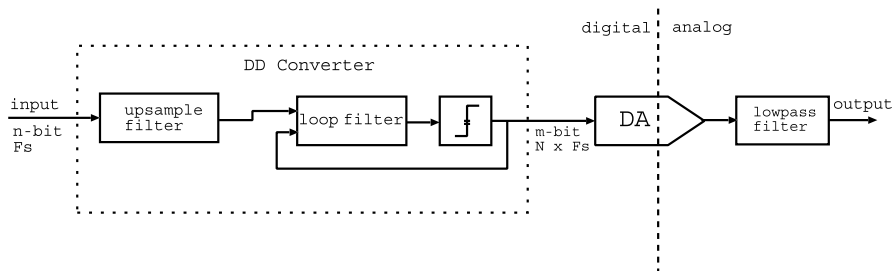 digital
analog
DD Converter
input
n-bit
Fs
upsample
filter
loop filter
m-bit
N x Fs
DA
lowpass
filter
output